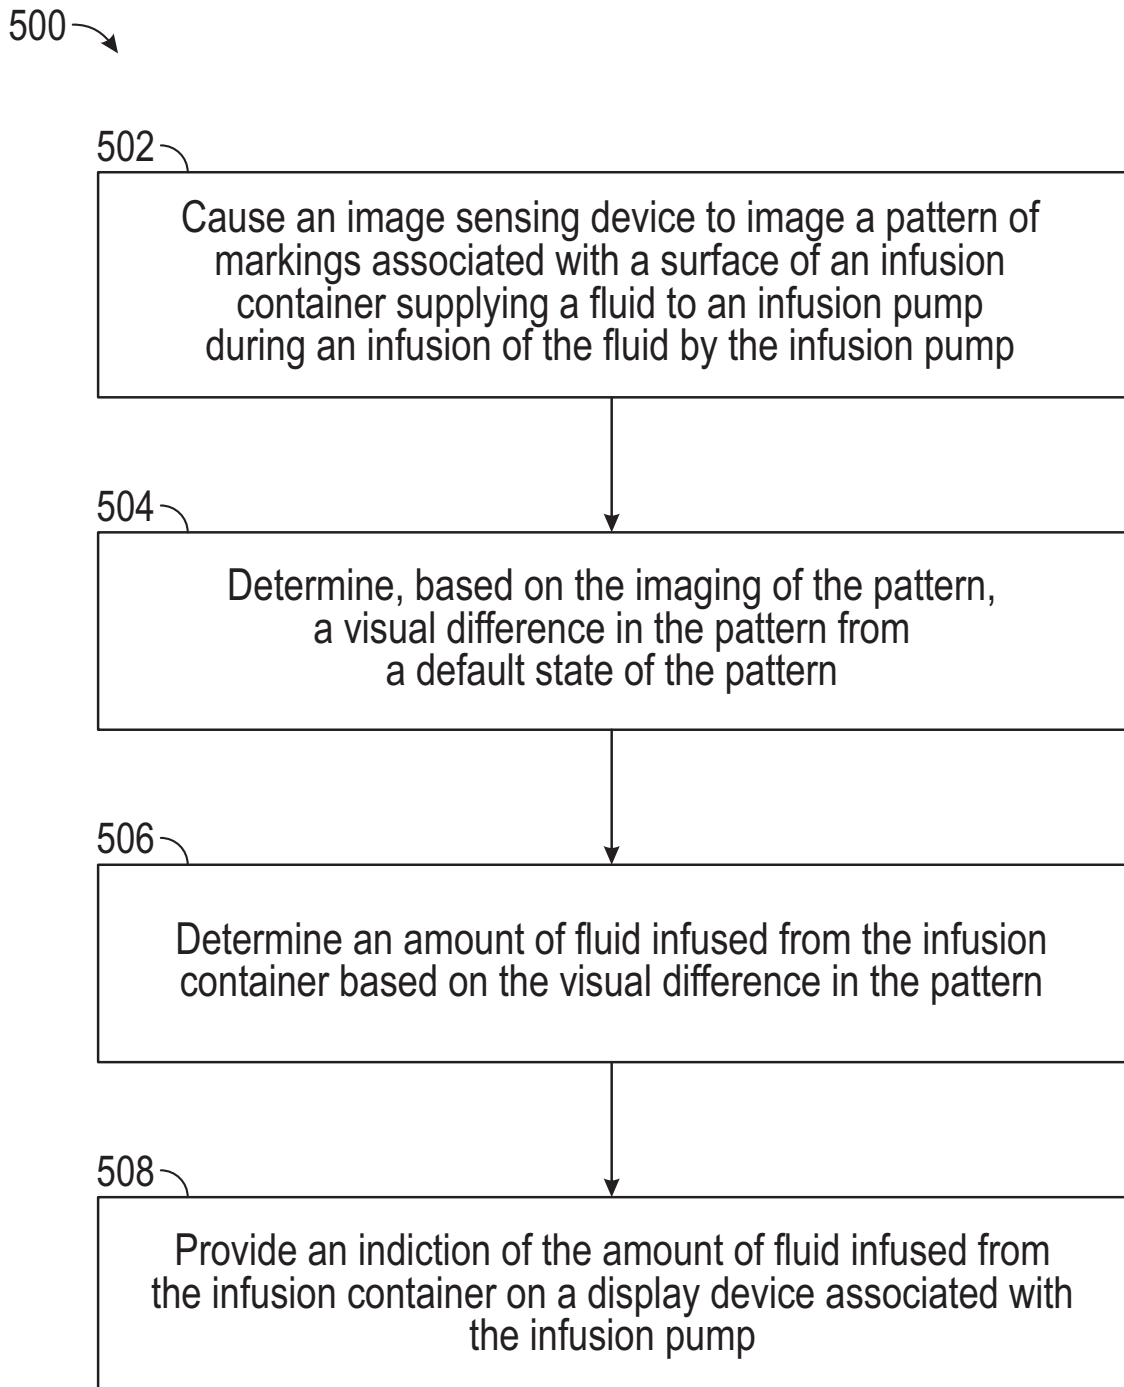 500
502
Cause an image sensing device to image a pattern of
markings associated with a surface of an infusion
container supplying a fluid to an infusion pump
during an infusion of the fluid by the infusion pump
504
Determine, based on the imaging of the pattern,
a visual difference in the pattern from
a default state of the pattern
506
Determine an amount of fluid infused from the infusion
container based on the visual difference in the pattern
508
Provide an indiction of the amount of fluid infused from
the infusion container on a display device associated with
the infusion pump